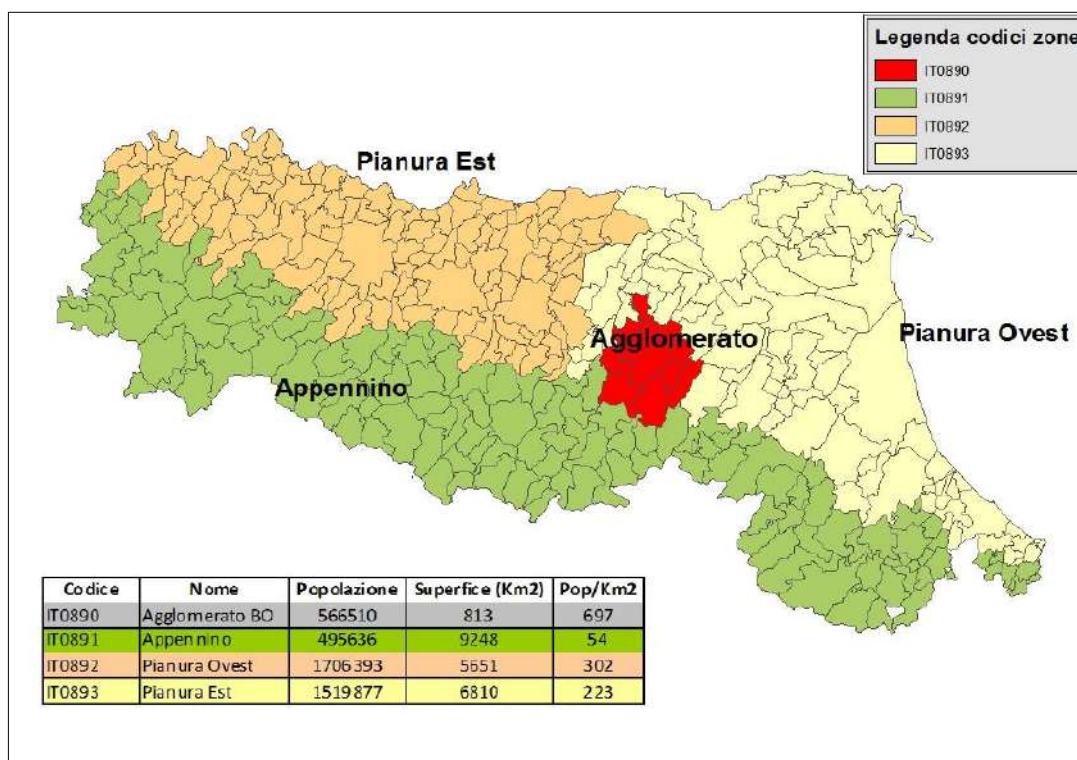 Legenda codici zone
IT0890
IT0891
IT0892
IT0893
Pianura Est
Agglomerato
Pianura Ovest
Appennino
Codice Nome Popolazione Superfice (Km2) Pop/Km2
IT0890 Agglomerato BO 566510 813 697
IT0891 Appennino 495636 9248 54
IT0892 Pianura Ovest 1706393 5651 302
IT0893 Pianura Est 1519877 6810 223